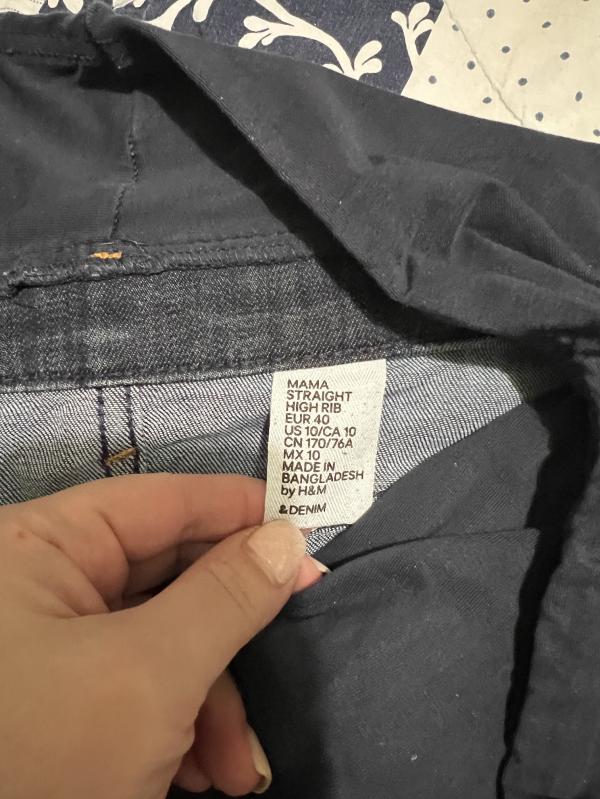 MAMA
STRAIGHT
HIGH RIB
EUR 40
US 10/CA 10
CN 170/76A
MX 10
MADE IN
BANGLADESH
by H&M
&DENIM